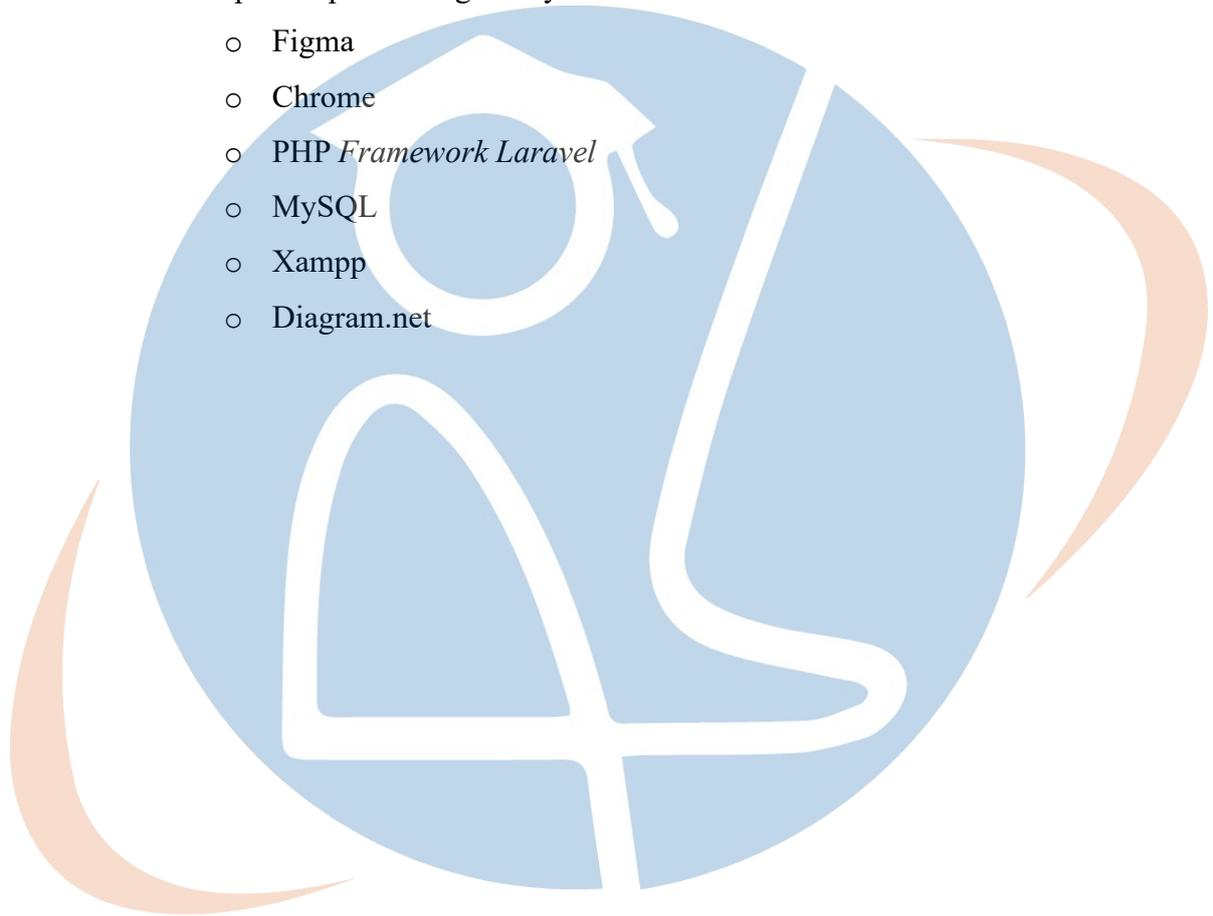 o Figma
o Chrome
o PHP Framework Laravel
o MySQL
o Xampp
o Diagram.net